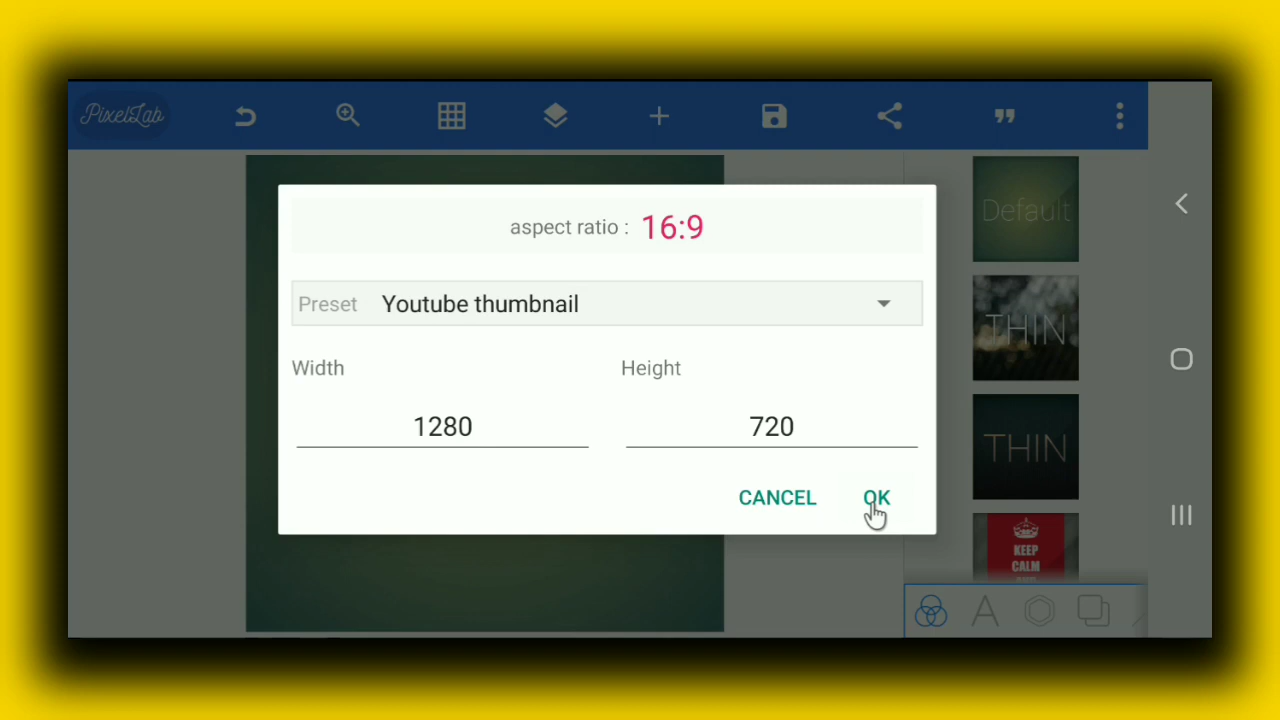 PixelLab
aspect ratio : 16:9
Preset Youtube thumbnail
Width Height
1280 720
CANCEL OK
Default
THIN
THIN
KEEP
CALM
A